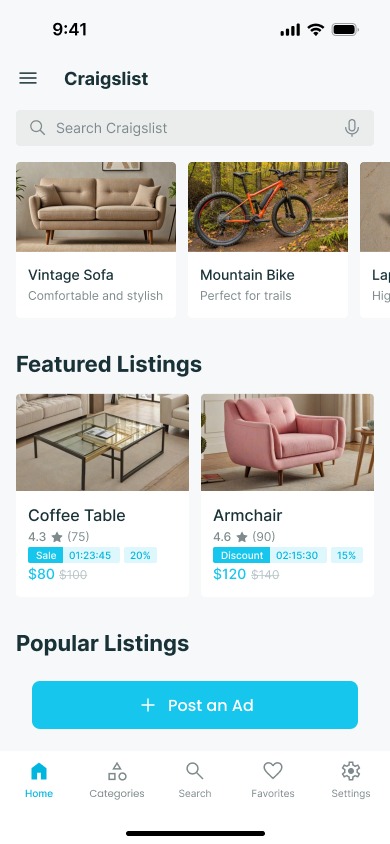 9:41
Craigslist
Search Craigslist
Vintage Sofa
Comfortable and stylish
Mountain Bike
Perfect for trails
Lap
Hig
Featured Listings
Coffee Table
4.3 ★ (75)
Sale 01:23:45 20%
$80 $100
Armchair
4.6 ★ (90)
Discount 02:15:30 15%
$120 $140
Popular Listings
+ Post an Ad
Home
Categories
Search
Favorites
Settings